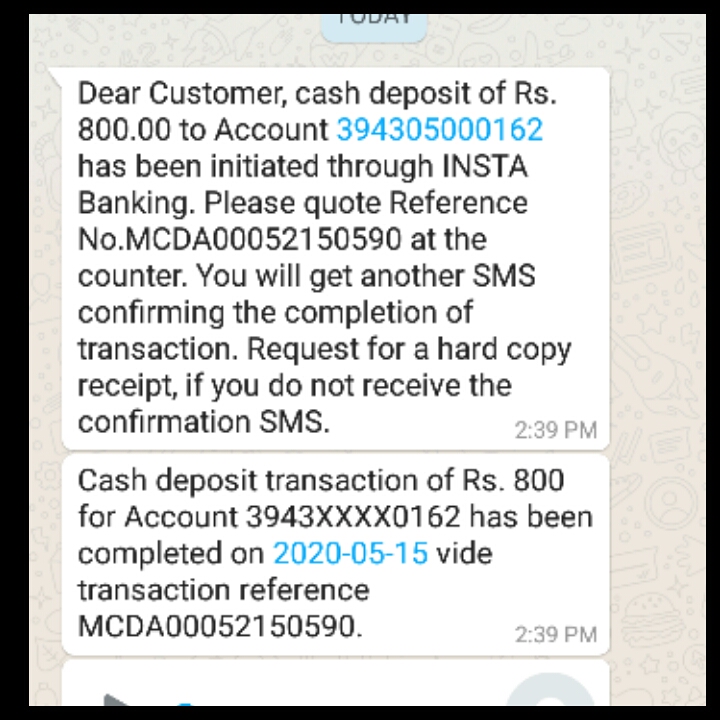 TODAY
Dear Customer, cash deposit of Rs.
800.00 to Account 394305000162
has been initiated through INSTA
Banking. Please quote Reference
No.MCDA00052150590 at the
counter. You will get another SMS
confirming the completion of
transaction. Request for a hard copy
receipt, if you do not receive the
confirmation SMS.
2:39 PM
Cash deposit transaction of Rs. 800
for Account 3943XXXX0162 has been
completed on 2020-05-15 vide
transaction reference
MCDA00052150590.
2:39 PM